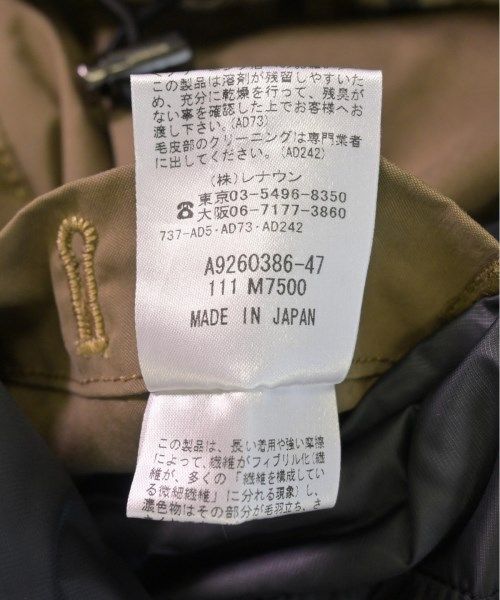 この製品は溶剤が残留しやすいた
め、充分に乾燥を行って、残臭が
ない事を確認した上でお客様へお
渡し下さい。(AD73)
毛皮部のクリーニングは専門業者
に出してください。(AD242)
(株)レナウン
☎東京03-5496-8350
大阪06-7177-3860
737-AD5・AD73・AD242
A9260386-47
111 M7500
MADE IN JAPAN
この製品は、長い着用や強い摩擦
によって、繊維がフィブリル化(繊
維が、多くの「繊維を構成してい
る微細繊維」に分れる現象)し、
濃色物はその部分が毛羽立ち、さ